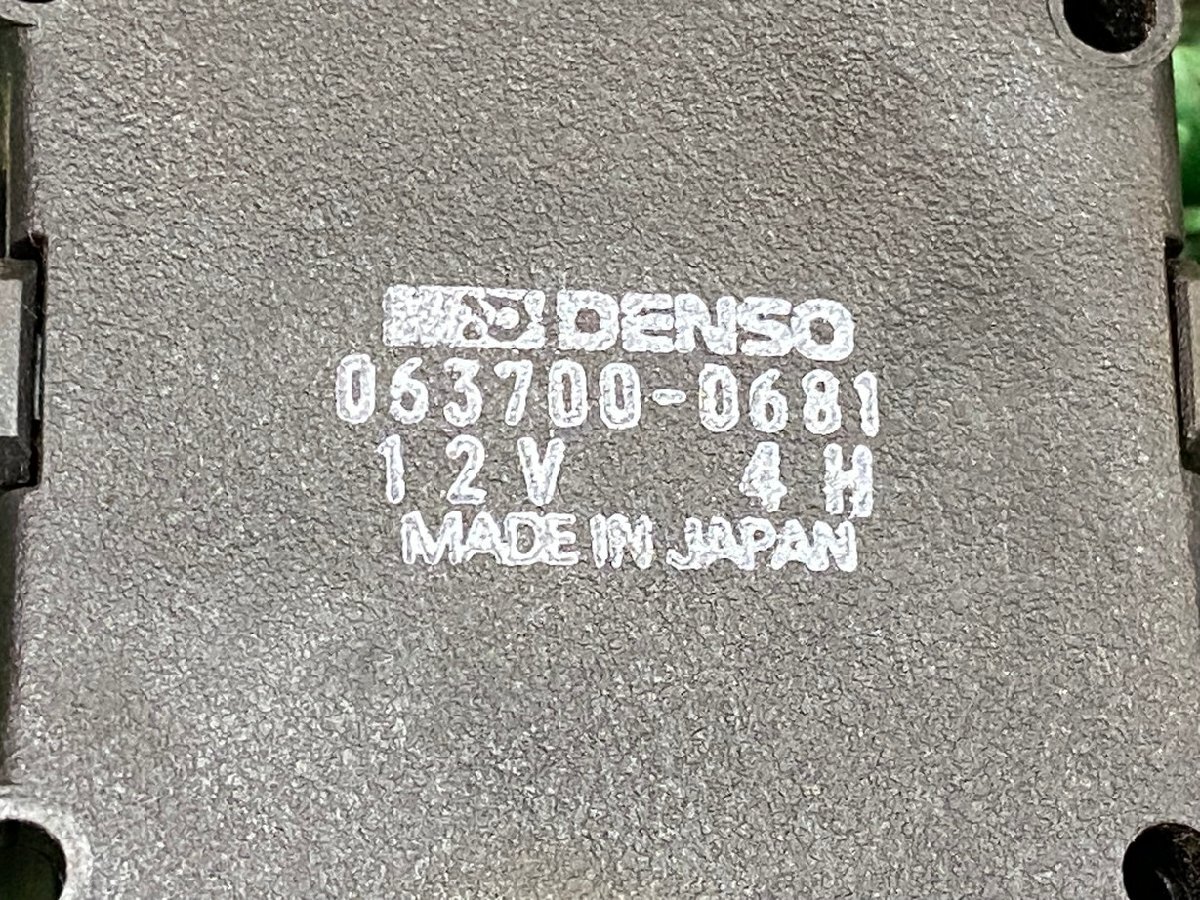 DENSO
063700-0681
12V 4H
MADE IN JAPAN